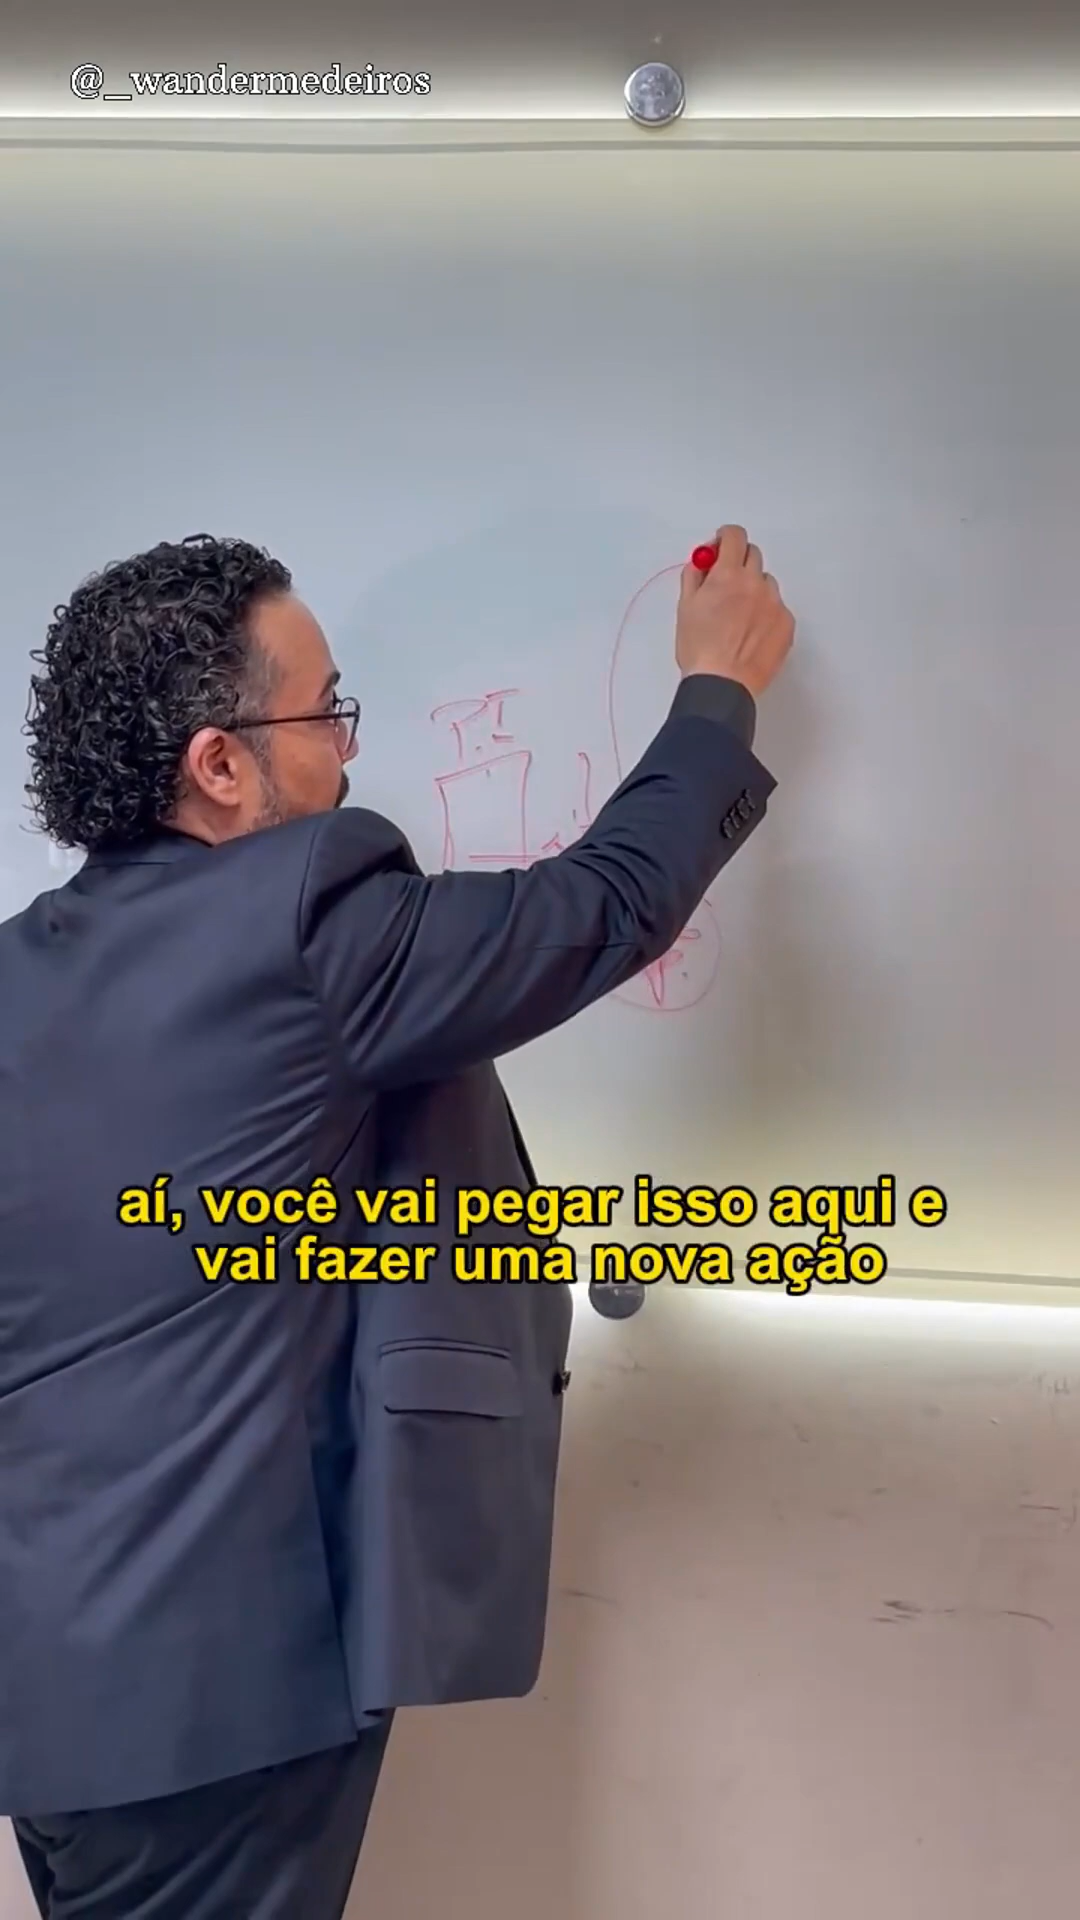 @_wandermedeiros
P.I
aí, você vai pegar isso aqui e
vai fazer uma nova ação